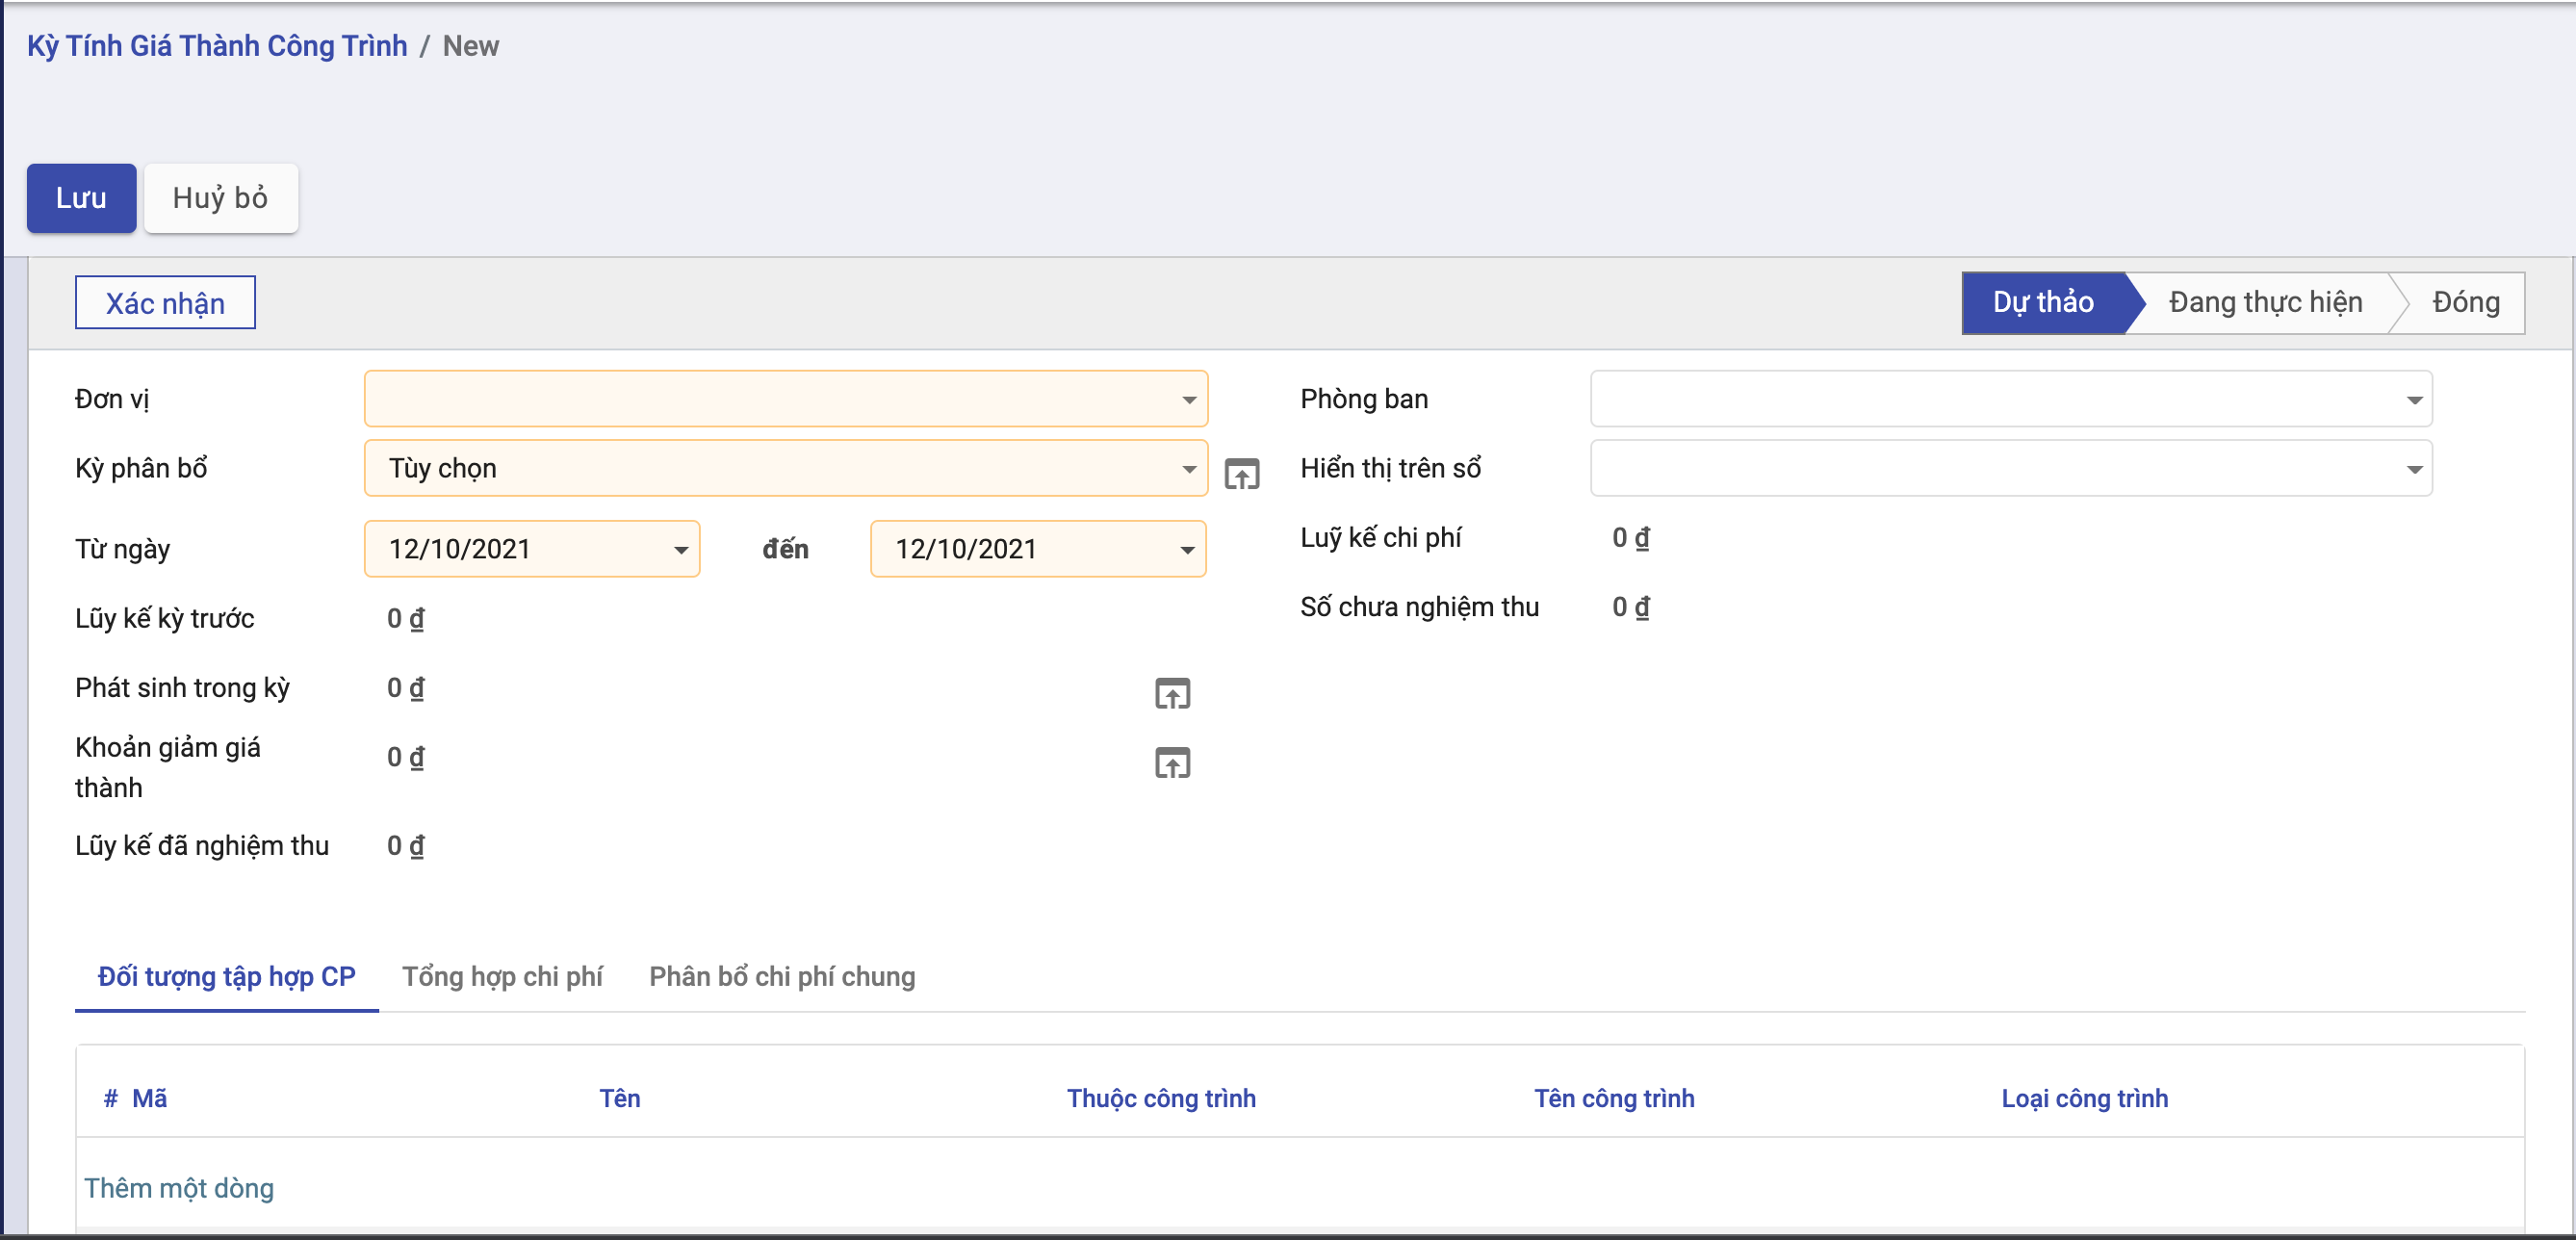 Kỳ Tính Giá Thành Công Trình / New
Lưu Huỷ bỏ
Xác nhận Dự thảo Đang thực hiện Đóng
Đơn vị Phòng ban
Kỳ phân bổ Tùy chọn Hiển thị trên sổ
Từ ngày 12/10/2021 đến 12/10/2021 Luỹ kế chi phí 0 ₫
Lũy kế kỳ trước 0 ₫ Số chưa nghiệm thu 0 ₫
Phát sinh trong kỳ 0 ₫
Khoản giảm giá
thành 0 ₫
Lũy kế đã nghiệm thu 0 ₫
Đối tượng tập hợp CP Tổng hợp chi phí Phân bổ chi phí chung
# Mã Tên Thuộc công trình Tên công trình Loại công trình
Thêm một dòng